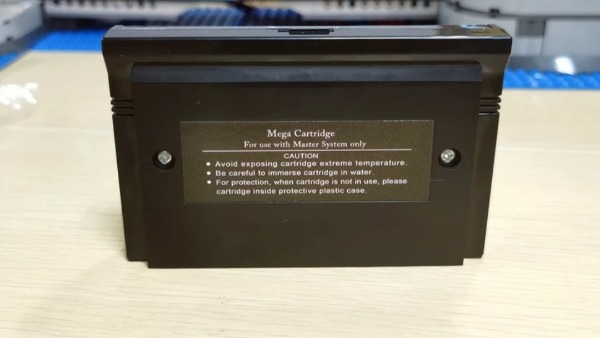 Mega Cartridge
For use with Master System only
CAUTION
• Avoid exposing cartridge extreme temperature.
• Be careful to immerse cartridge in water.
• For protection, when cartridge is not in use, please
cartridge inside protective plastic case.